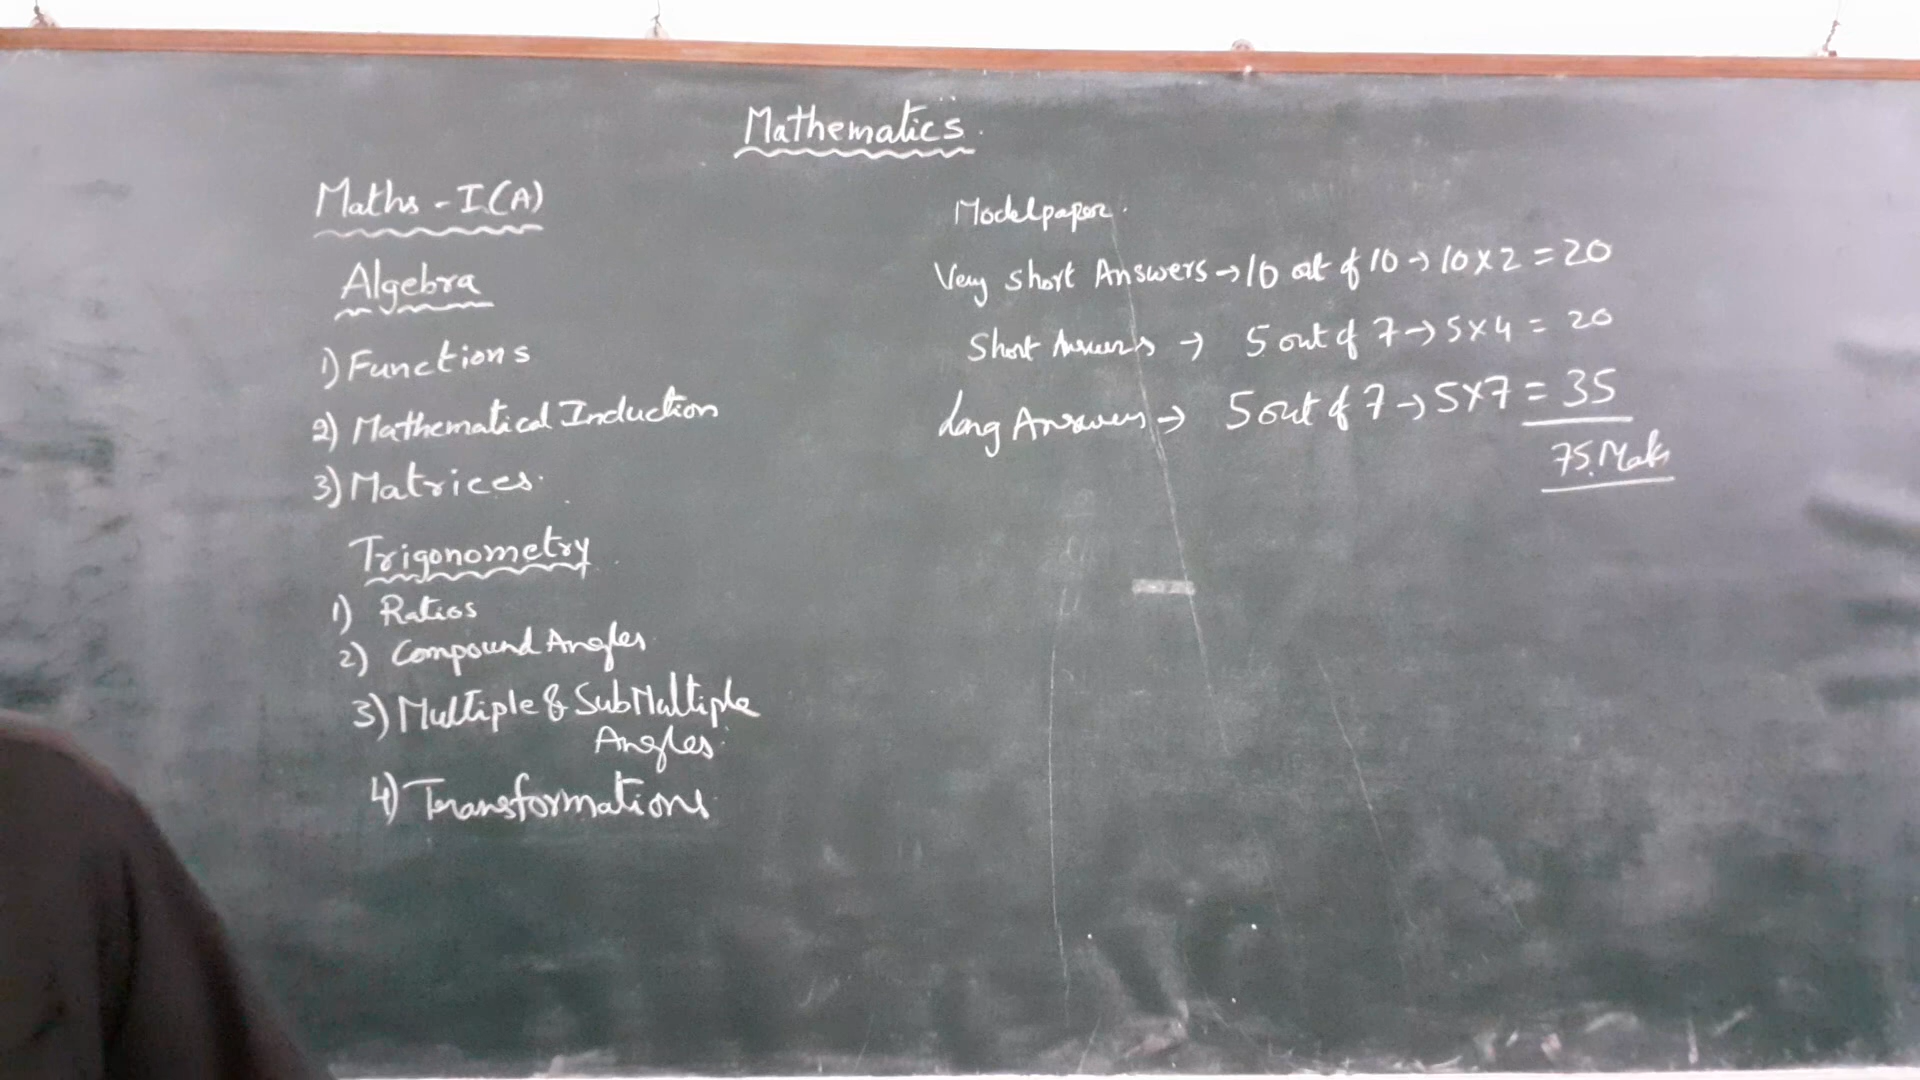 Mathematics.
Maths - I(A)
Algebra
1) Functions
2) Mathematical Induction
3) Matrices.
Trigonometry
1) Ratios
2) Compound Angles
3) Multiple & SubMultiple
Angles.
4) Transformations
Modelpaper.
Very short Answers → 10 out of 10 → 10 x 2 = 20
Short Answers → 5 out of 7 → 5 x 4 = 20
Long Answers → 5 out of 7 → 5 x 7 = 35
75 Marks